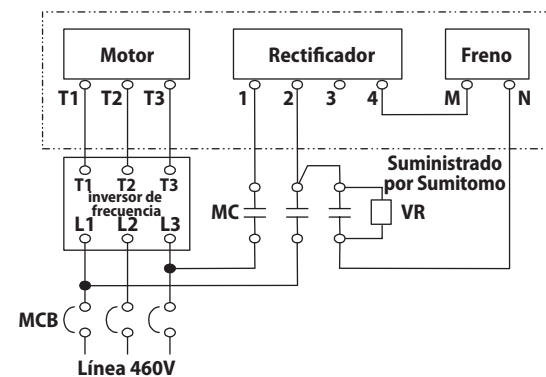 Motor Rectificador Freno
T1 T2 T3 1 2 3 4 M N
Suministrado
por Sumitomo
T1 T2 T3
inversor de
frecuencia
L1 L2 L3
MC VR
MCB
Línea 460V